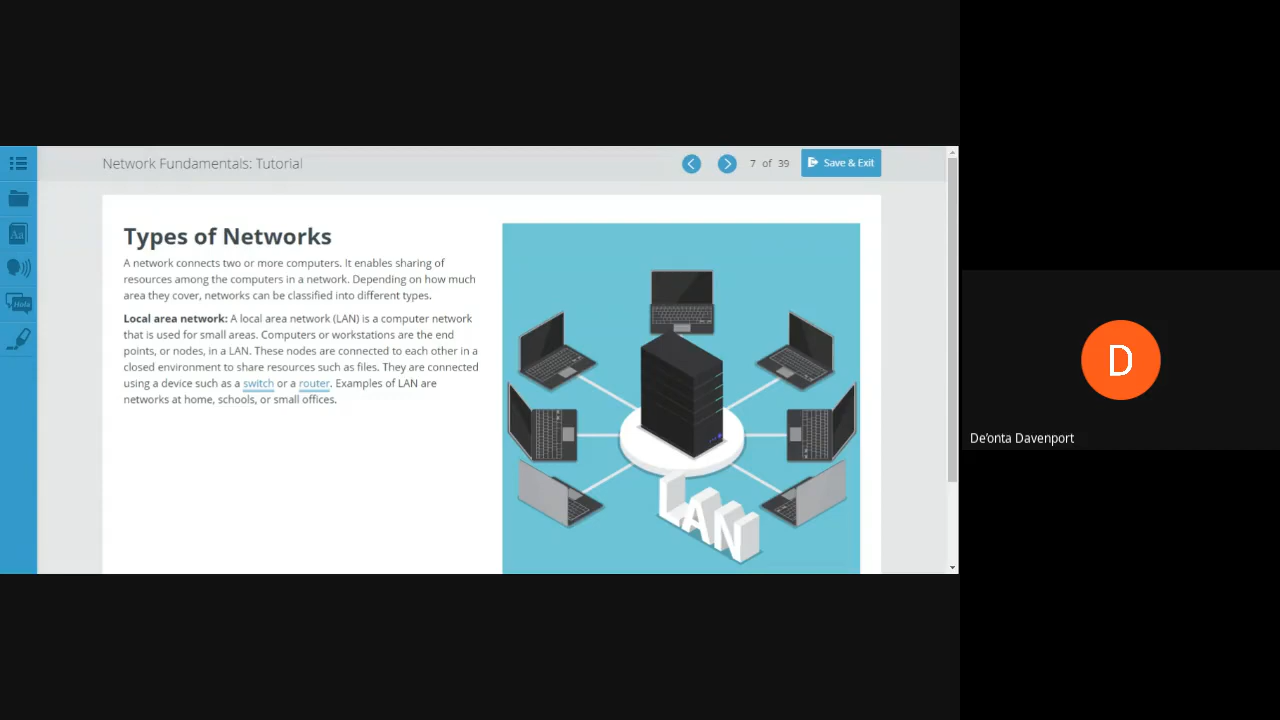 Network Fundamentals: Tutorial
7 of 39
Save & Exit
Types of Networks
A network connects two or more computers. It enables sharing of
resources among the computers in a network. Depending on how much
area they cover, networks can be classified into different types.
Local area network: A local area network (LAN) is a computer network
that is used for small areas. Computers or workstations are the end
points, or nodes, in a LAN. These nodes are connected to each other in a
closed environment to share resources such as files. They are connected
using a device such as a switch or a router. Examples of LAN are
networks at home, schools, or small offices.
LAN
Aa
Hola
D
De'onta Davenport